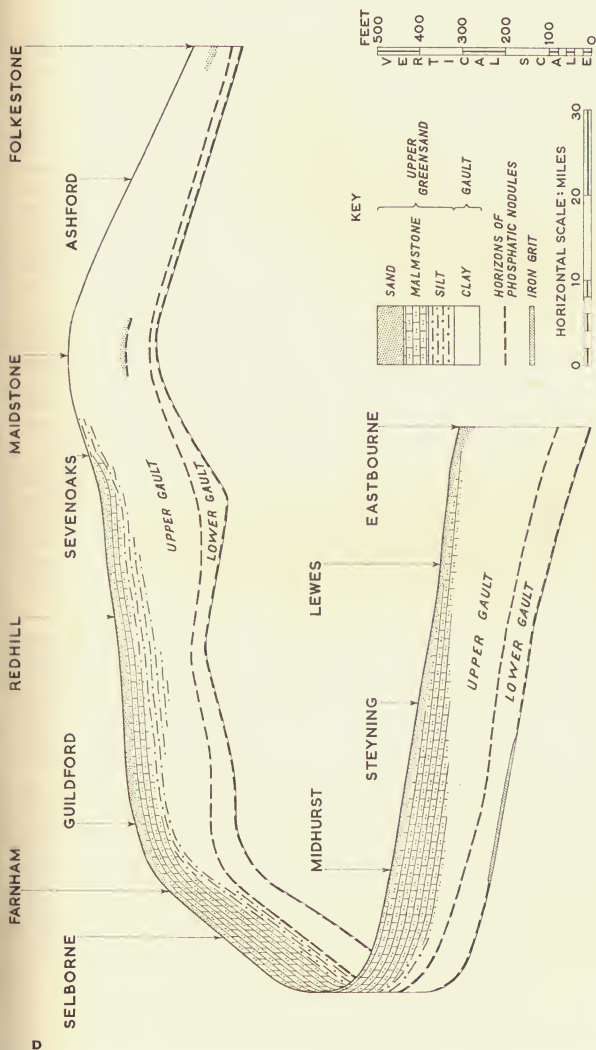 SELBORNE
FARNHAM
GUILDFORD
REDHILL
SEVENOAKS
MAIDSTONE
ASHFORD
FOLKESTONE
UPPER GAULT
LOWER GAULT
MIDHURST
STEYNING
LEWES
EASTBOURNE
UPPER GAULT
LOWER GAULT
KEY
SAND
MALMSTONE
SILT
CLAY
UPPER
GREENSAND
GAULT
HORIZONS OF
PHOSPHATIC NODULES
IRON GRIT
HORIZONTAL SCALE : MILES
0 10 20 30
FEET
500
400
300
200
100
0
VERTICAL SCALE
D